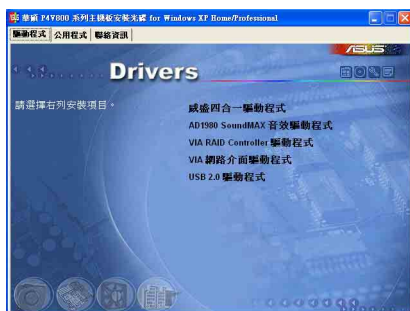 華碩 P4V800 系列主機板安裝光碟 for Windows XP Home/Professional
驅動程式 公用程式 聯絡資訊
ASUS
Drivers
請選擇右列安裝項目。
威盛四合一驅動程式
AD1980 SoundMAX 音效驅動程式
VIA RAID Controller 驅動程式
VIA 網路介面驅動程式
USB 2.0 驅動程式